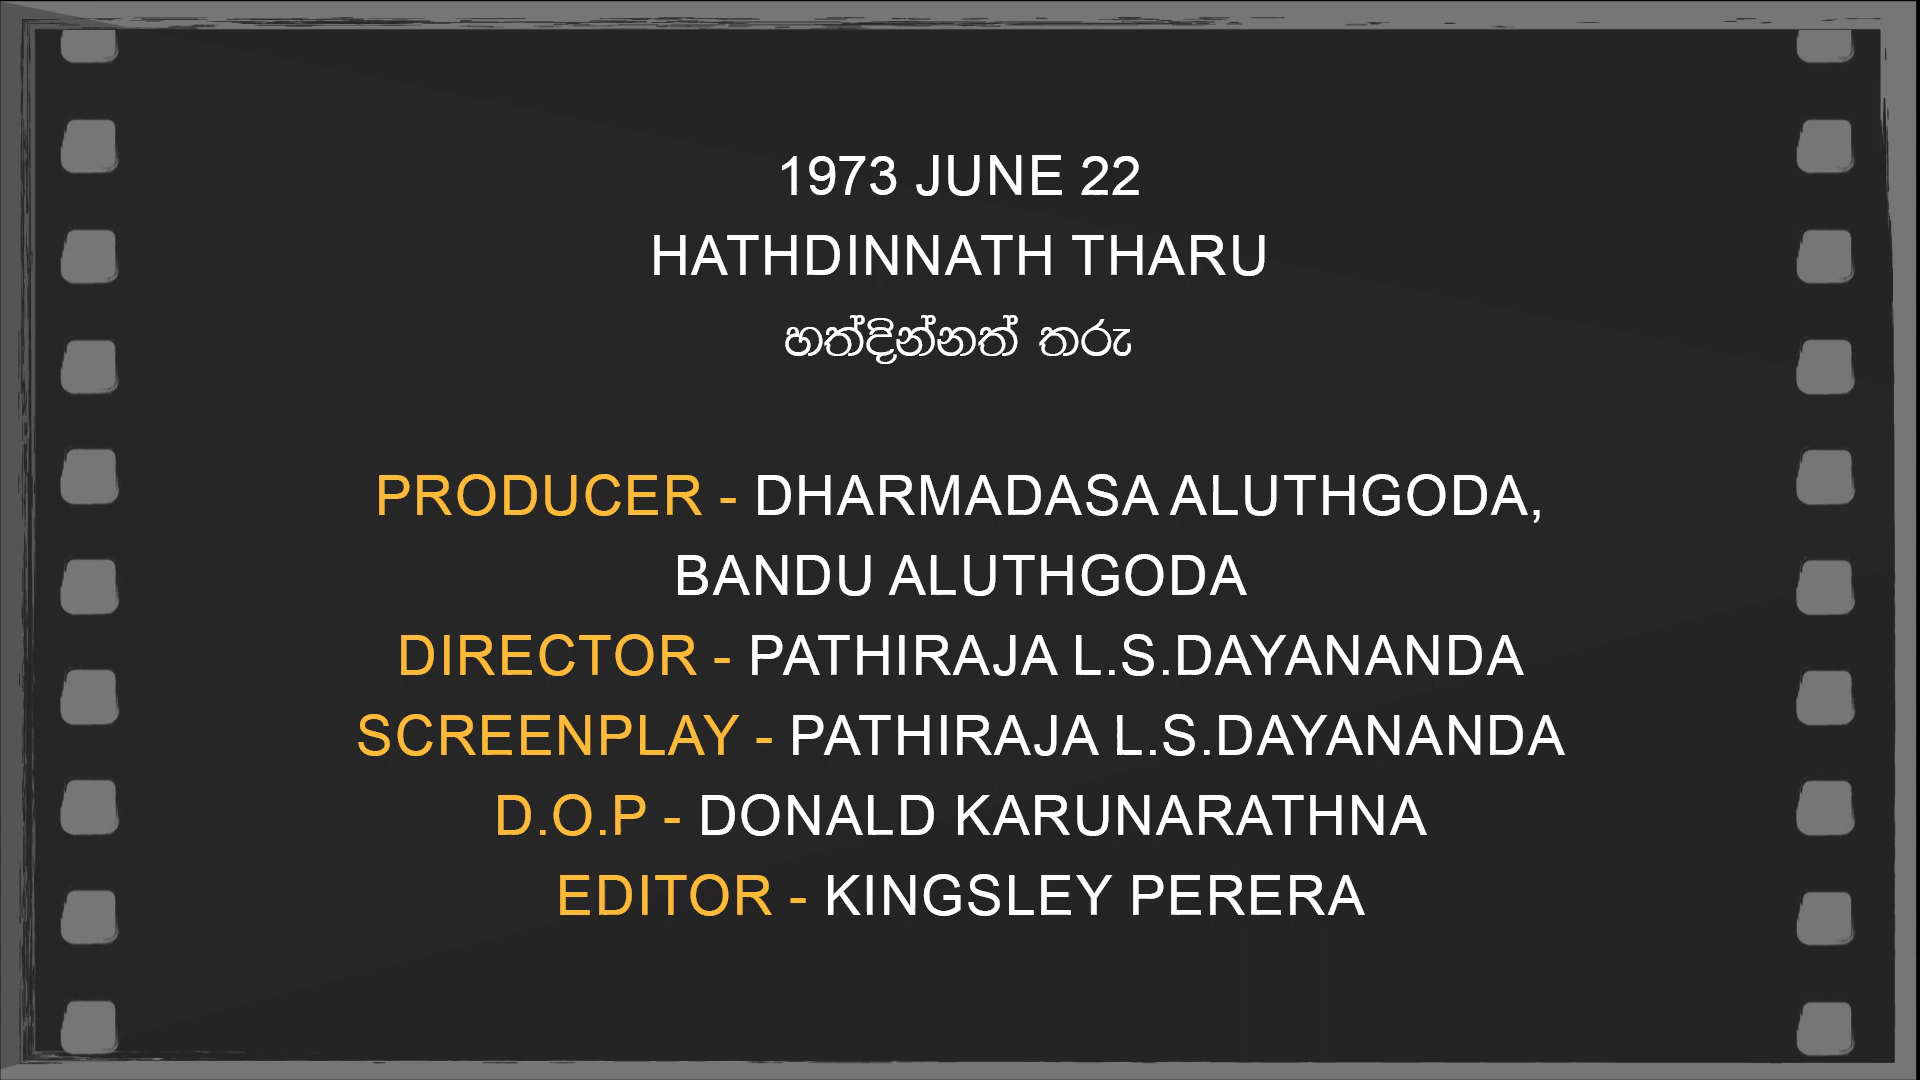 1973 JUNE 22
HATHDINNATH THARU
හත්දින්නත් තරු
PRODUCER - DHARMADASA ALUTHGODA,
BANDU ALUTHGODA
DIRECTOR - PATHIRAJA L.S.DAYANANDA
SCREENPLAY - PATHIRAJA L.S.DAYANANDA
D.O.P - DONALD KARUNARATHNA
EDITOR - KINGSLEY PERERA